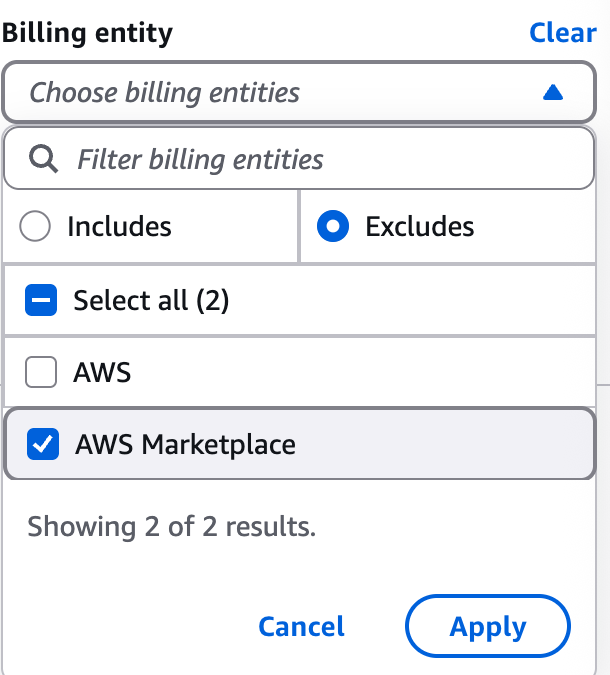 Billing entity Clear
Choose billing entities
Filter billing entities
Includes Excludes
Select all (2)
AWS
AWS Marketplace
Showing 2 of 2 results.
Cancel Apply